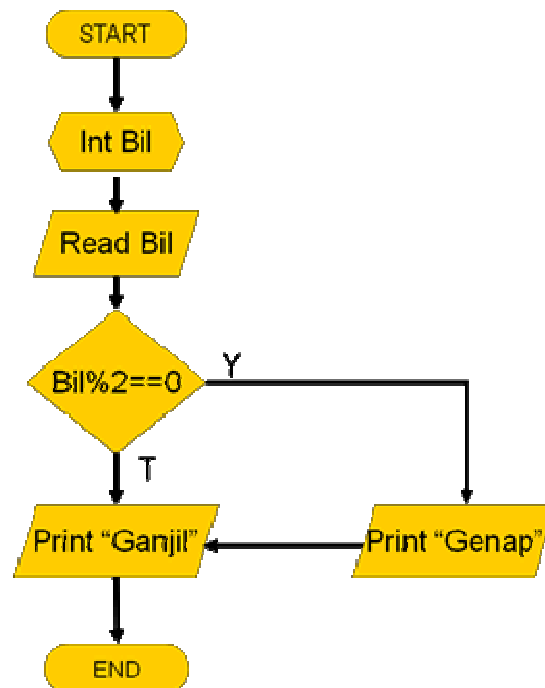 START
Int Bil
Read Bil
Bil%2==0
Y
T
Print “Ganjil”
Print “Genap”
END